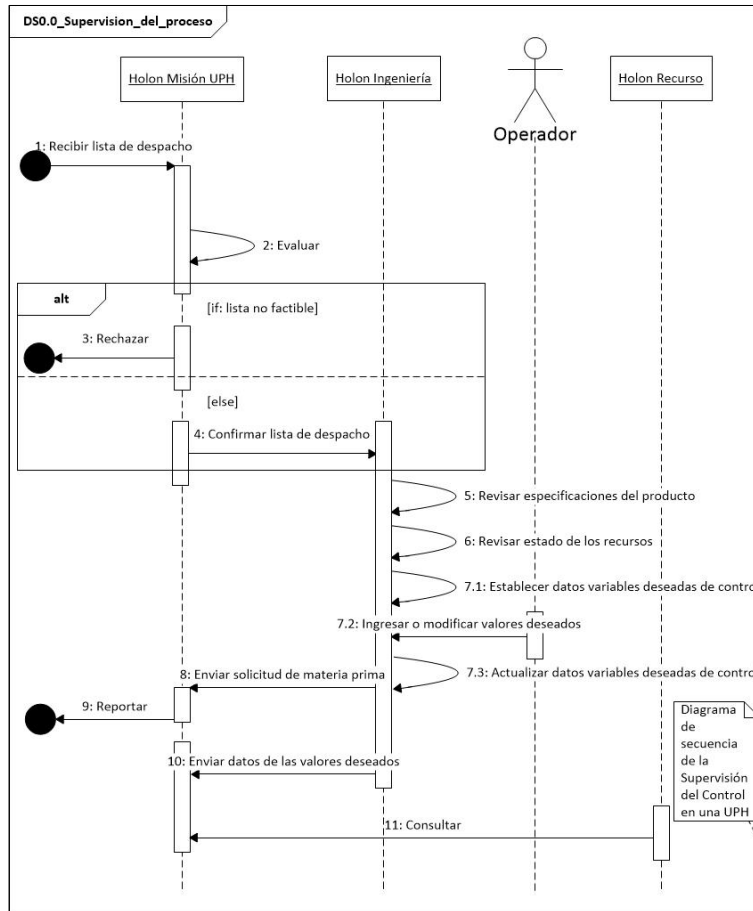 DS0.0_Supervision_del_proceso
Holon Misión UPH
Holon Ingeniería
Operador
Holon Recurso
1: Recibir lista de despacho
2: Evaluar
alt
[if: lista no factible]
3: Rechazar
[else]
4: Confirmar lista de despacho
5: Revisar especificaciones del producto
6: Revisar estado de los recursos
7.1: Establecer datos variables deseadas de contro
7.2: Ingresar o modificar valores deseados
7.3: Actualizar datos variables deseadas de contro
8: Enviar solicitud de materia prima
9: Reportar
Diagrama
de
secuencia
de la
Supervisión
del Control
en una UPH
10: Enviar datos de las valores deseados
11: Consultar